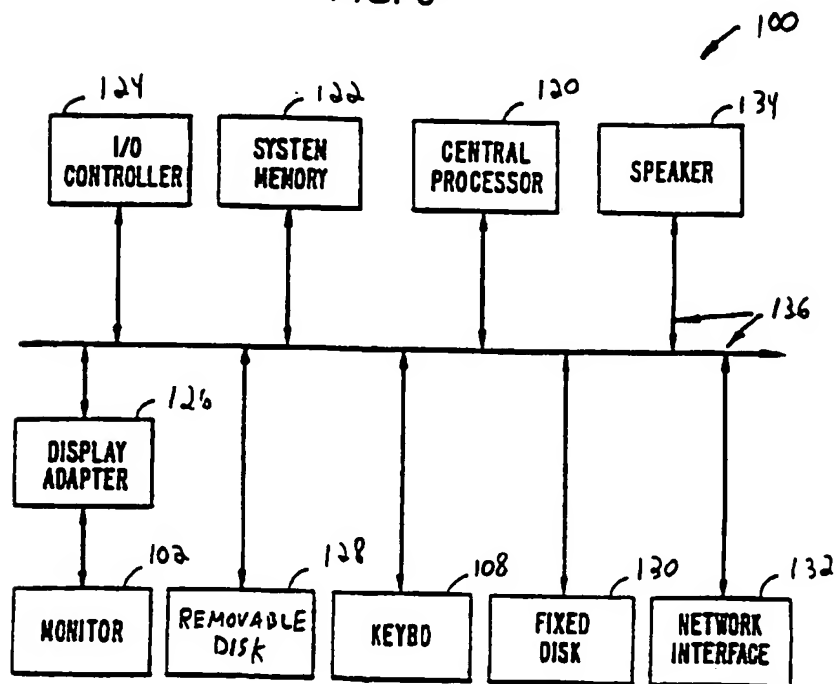 100
124
122
120
134
I/O
CONTROLLER
SYSTEM
MEMORY
CENTRAL
PROCESSOR
SPEAKER
136
126
DISPLAY
ADAPTER
102
128
108
130
132
MONITOR
REMOVABLE
DISK
KEYBD
FIXED
DISK
NETWORK
INTERFACE